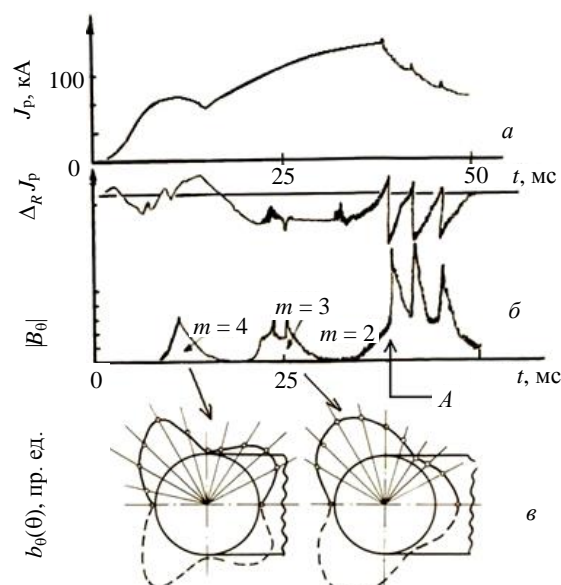 J_p, кА
100
0
а
25
50
t, мс
Δ_R J_p
|B_θ|
m = 4
m = 3
m = 2
б
0
25
t, мс
A
b_θ(θ), пр. ед.
в